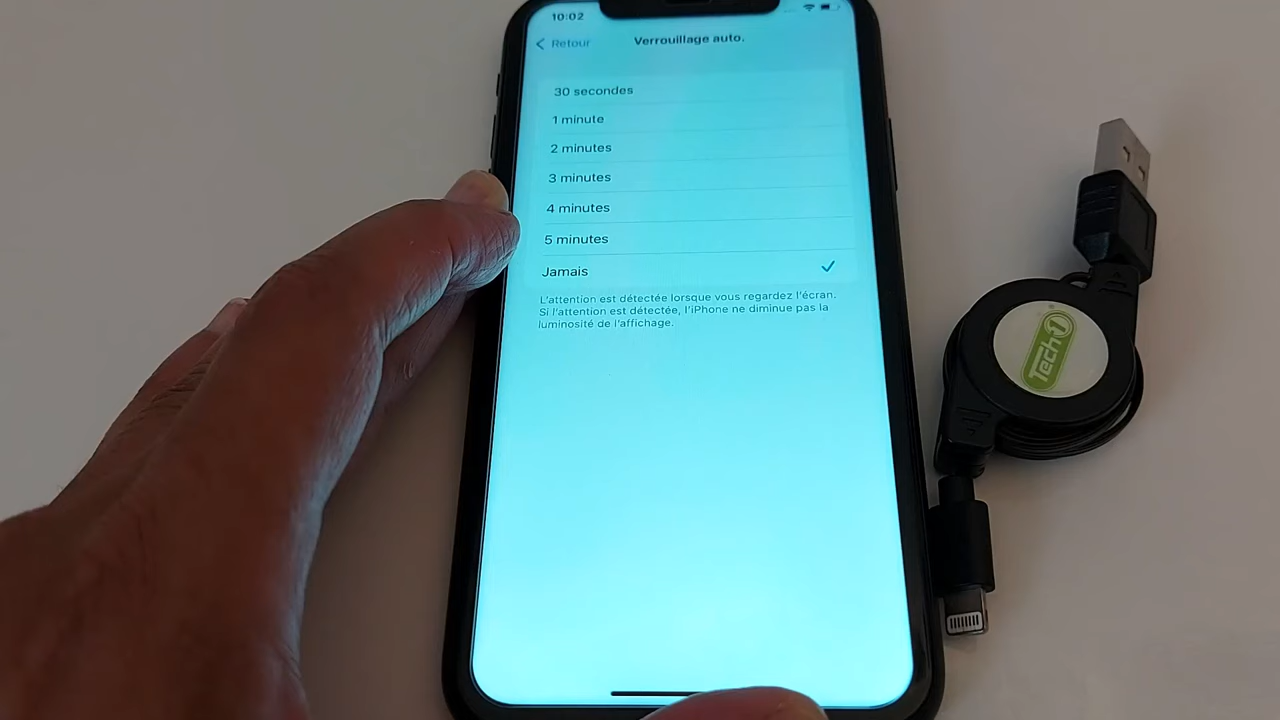 10:02
Retour
Verrouillage auto.
30 secondes
1 minute
2 minutes
3 minutes
4 minutes
5 minutes
Jamais
L'attention est détectée lorsque vous regardez l'écran.
Si l'attention est détectée, l'iPhone ne diminue pas la
luminosité de l'affichage.
Tech1